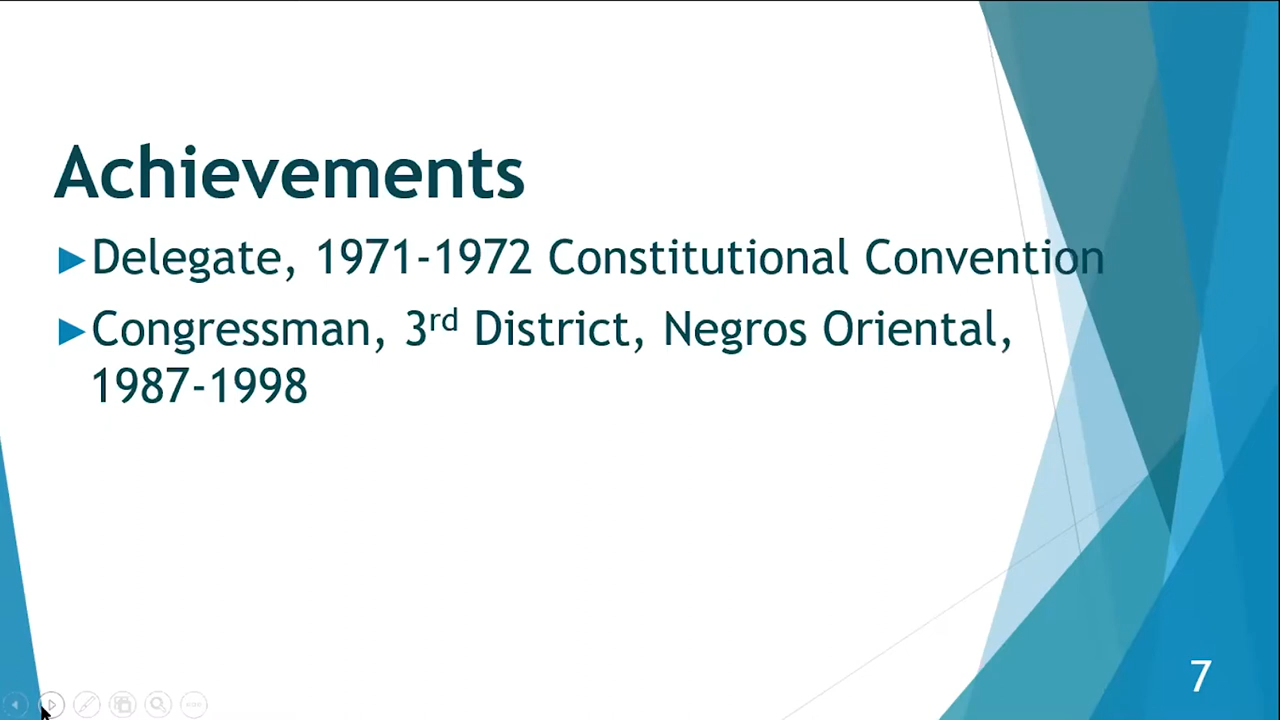 Achievements
Delegate, 1971-1972 Constitutional Convention
Congressman, 3rd District, Negros Oriental,
1987-1998
7